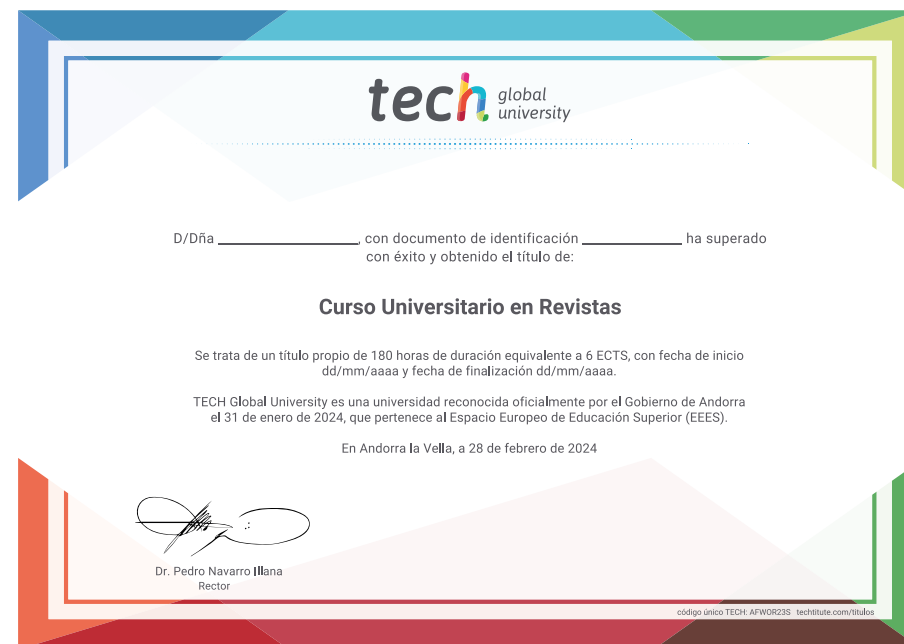 tech global university
D/Dña ____________________, con documento de identificación ______________ ha superado
con éxito y obtenido el título de:
Curso Universitario en Revistas
Se trata de un título propio de 180 horas de duración equivalente a 6 ECTS, con fecha de inicio
dd/mm/aaaa y fecha de finalización dd/mm/aaaa.
TECH Global University es una universidad reconocida oficialmente por el Gobierno de Andorra
el 31 de enero de 2024, que pertenece al Espacio Europeo de Educación Superior (EEES).
En Andorra la Vella, a 28 de febrero de 2024
Dr. Pedro Navarro Illana
Rector
código único TECH: AFWOR23S techtitute.com/titulos